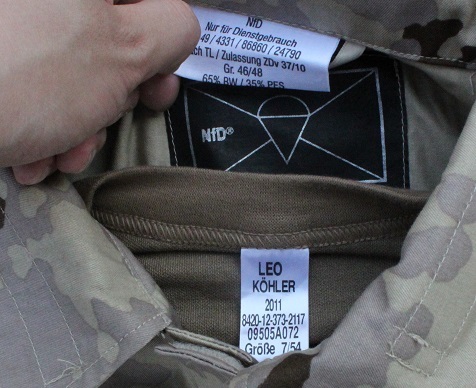 NfD
Nur für Dienstgebrauch
49 / 4331 / 86860 / 24790
ch TL / Zulassung ZDv 37/10
Gr. 46/48
65% BW / 35% PES
NfD®
LEO
KÖHLER
2011
8420-12-373-2117
09505A072
Größe 7/54